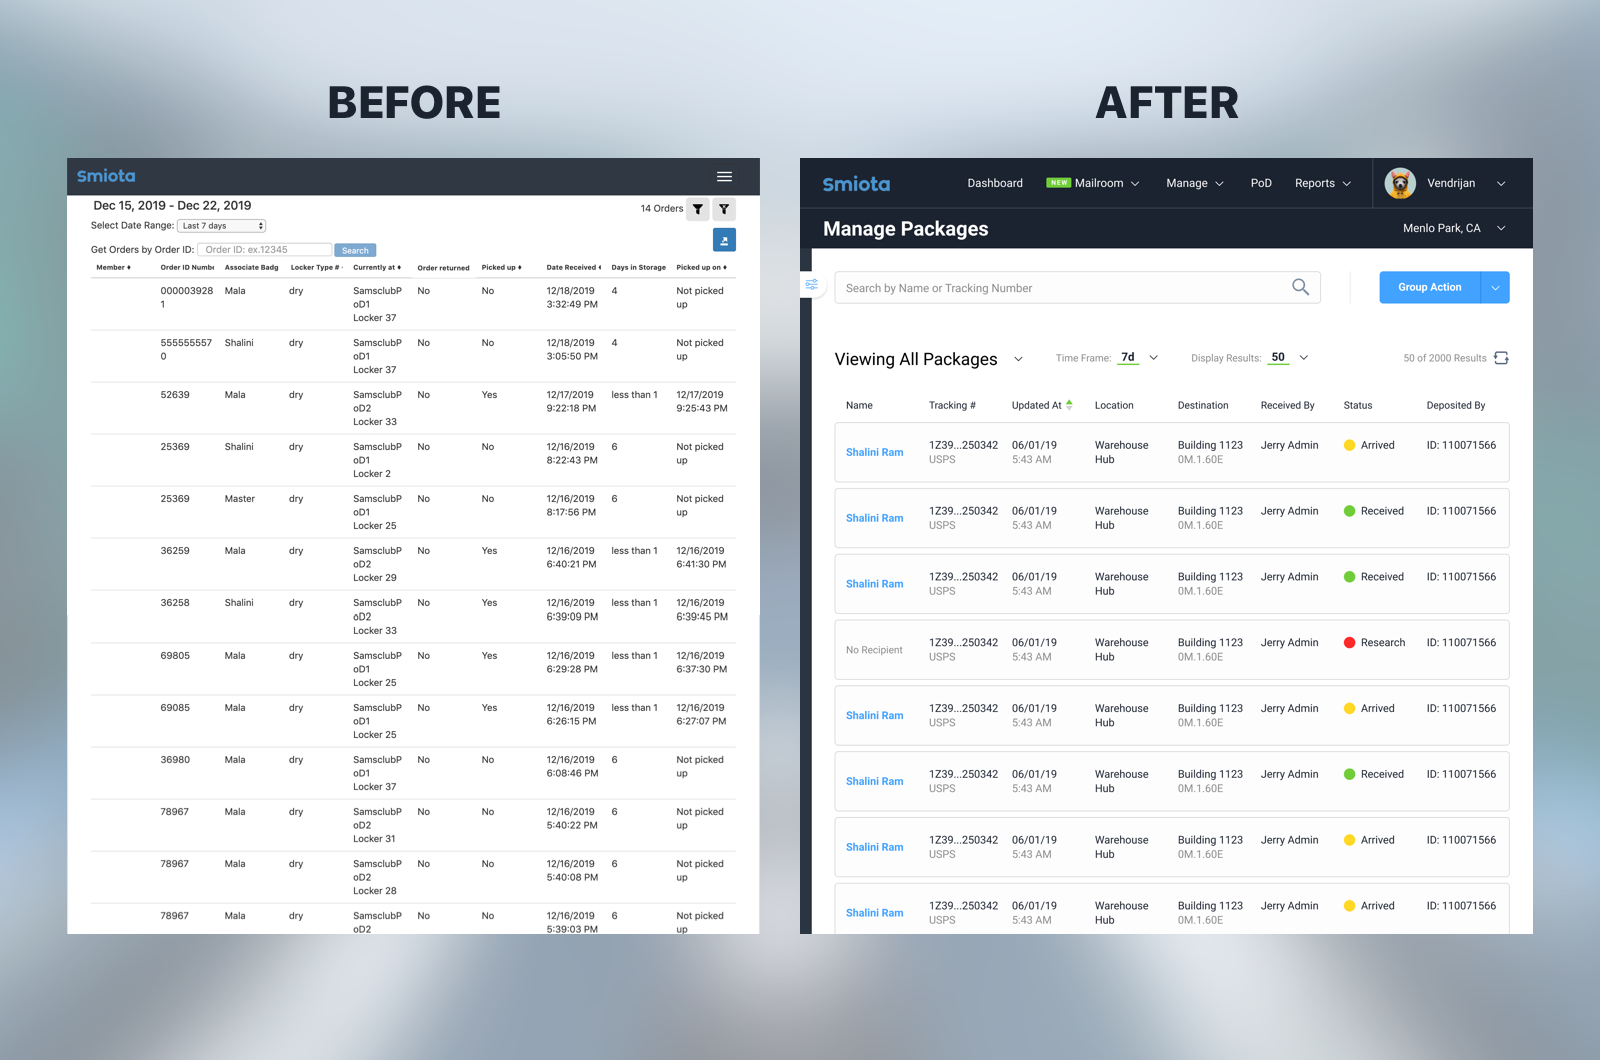 BEFORE
AFTER
Smiota
Dec 15, 2019 - Dec 22, 2019
14 Orders
Select Date Range: Last 7 days
Get Orders by Order ID: Order ID: ex.12345 Search
Member Order ID Numbe Associate Badg Locker Type # Currently at Order returned Picked up Date Received Days in Storage Picked up on
000003928 Mala dry SamsclubP No No 12/18/2019 4 Not picked
1 oD1 3:32:49 PM up
Locker 37
555555557 Shalini dry SamsclubP No No 12/18/2019 4 Not picked
0 oD1 3:05:50 PM up
Locker 37
52639 Mala dry SamsclubP No Yes 12/17/2019 less than 1 12/17/2019
oD2 9:22:18 PM 9:25:43 PM
Locker 33
25369 Shalini dry SamsclubP No No 12/16/2019 6 Not picked
oD1 8:22:43 PM up
Locker 2
25369 Master dry SamsclubP No No 12/16/2019 6 Not picked
oD1 8:17:56 PM up
Locker 25
36259 Mala dry SamsclubP No Yes 12/16/2019 less than 1 12/16/2019
oD2 6:40:21 PM 6:41:30 PM
Locker 29
36258 Shalini dry SamsclubP No Yes 12/16/2019 less than 1 12/16/2019
oD2 6:39:09 PM 6:39:45 PM
Locker 33
69805 Mala dry SamsclubP No Yes 12/16/2019 less than 1 12/16/2019
oD1 6:29:28 PM 6:37:30 PM
Locker 25
69085 Mala dry SamsclubP No Yes 12/16/2019 less than 1 12/16/2019
oD1 6:26:15 PM 6:27:07 PM
Locker 25
36980 Mala dry SamsclubP No No 12/16/2019 6 Not picked
oD1 6:08:46 PM up
Locker 37
78967 Mala dry SamsclubP No No 12/16/2019 6 Not picked
oD2 5:40:22 PM up
Locker 31
78967 Mala dry SamsclubP No No 12/16/2019 6 Not picked
oD2 5:40:08 PM up
Locker 28
78967 Mala dry SamsclubP No No 12/16/2019 6 Not picked
oD2 5:39:03 PM up
Smiota Dashboard NEW Mailroom Manage PoD Reports Vendrijan
Manage Packages Menlo Park, CA
Search by Name or Tracking Number Group Action
Viewing All Packages Time Frame: 7d Display Results: 50 50 of 2000 Results
Name Tracking # Updated At Location Destination Received By Status Deposited By
Shalini Ram 1Z39...250342 06/01/19 Warehouse Building 1123 Jerry Admin Arrived ID: 110071566
USPS 5:43 AM Hub 0M.1.60E
Shalini Ram 1Z39...250342 06/01/19 Warehouse Building 1123 Jerry Admin Received ID: 110071566
USPS 5:43 AM Hub 0M.1.60E
Shalini Ram 1Z39...250342 06/01/19 Warehouse Building 1123 Jerry Admin Received ID: 110071566
USPS 5:43 AM Hub 0M.1.60E
No Recipient 1Z39...250342 06/01/19 Warehouse Building 1123 Jerry Admin Research ID: 110071566
USPS 5:43 AM Hub 0M.1.60E
Shalini Ram 1Z39...250342 06/01/19 Warehouse Building 1123 Jerry Admin Arrived ID: 110071566
USPS 5:43 AM Hub 0M.1.60E
Shalini Ram 1Z39...250342 06/01/19 Warehouse Building 1123 Jerry Admin Received ID: 110071566
USPS 5:43 AM Hub 0M.1.60E
Shalini Ram 1Z39...250342 06/01/19 Warehouse Building 1123 Jerry Admin Arrived ID: 110071566
USPS 5:43 AM Hub 0M.1.60E
Shalini Ram 1Z39...250342 06/01/19 Warehouse Building 1123 Jerry Admin Arrived ID: 110071566
USPS 5:43 AM Hub 0M.1.60E